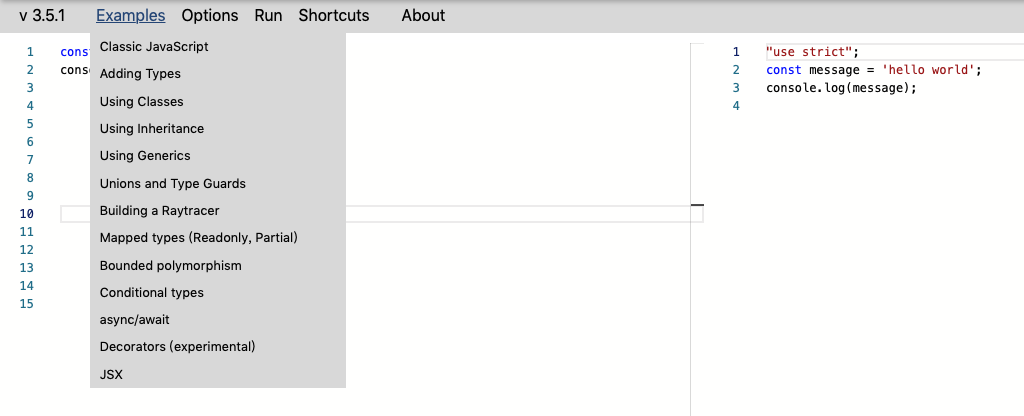 v 3.5.1 Examples Options Run Shortcuts About
Classic JavaScript
Adding Types
Using Classes
Using Inheritance
Using Generics
Unions and Type Guards
Building a Raytracer
Mapped types (Readonly, Partial)
Bounded polymorphism
Conditional types
async/await
Decorators (experimental)
JSX
1 cons
2 cons
3
4
5
6
7
8
9
10
11
12
13
14
15
1 "use strict";
2 const message = 'hello world';
3 console.log(message);
4